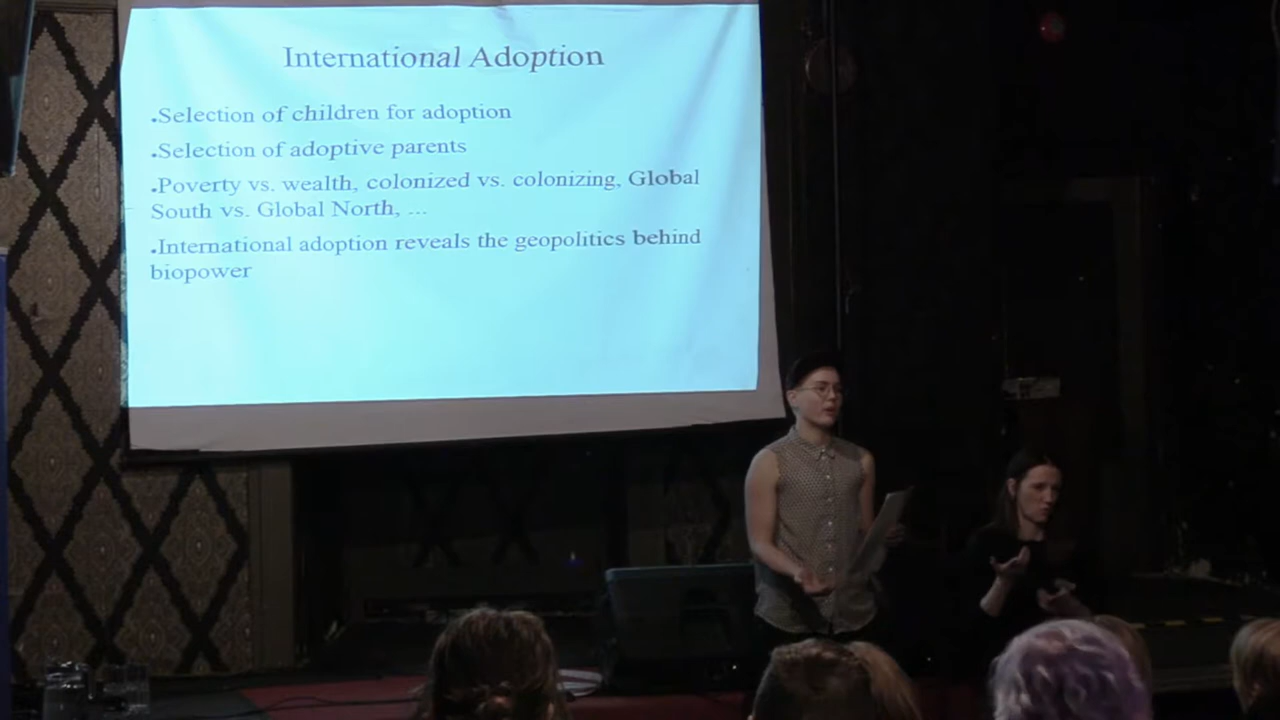 International Adoption
.Selection of children for adoption
.Selection of adoptive parents
.Poverty vs. wealth, colonized vs. colonizing, Global
South vs. Global North, ...
.International adoption reveals the geopolitics behind
biopower